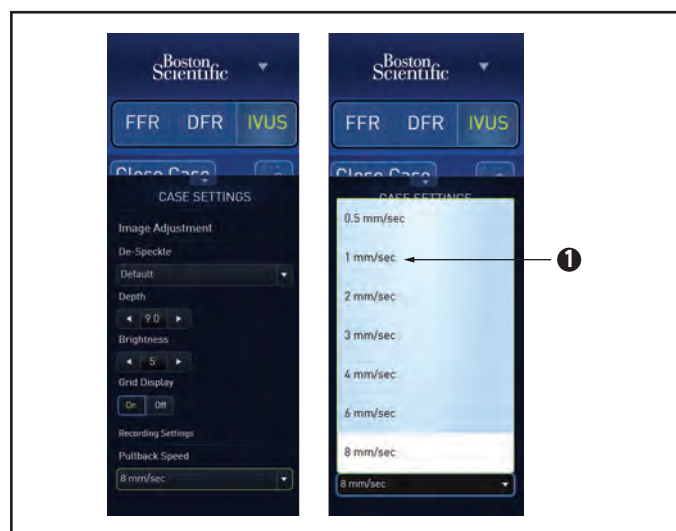 Boston
Scientific
FFR DFR IVUS
Close Case
CASE SETTINGS
Image Adjustment
De-Speckle
Default
Depth
9.0
Brightness
5
Grid Display
On Off
Recording Settings
Pullback Speed
8 mm/sec
Boston
Scientific
FFR DFR IVUS
Close Case
CASE SETTINGS
0.5 mm/sec
1 mm/sec
2 mm/sec
3 mm/sec
4 mm/sec
6 mm/sec
8 mm/sec
8 mm/sec
1